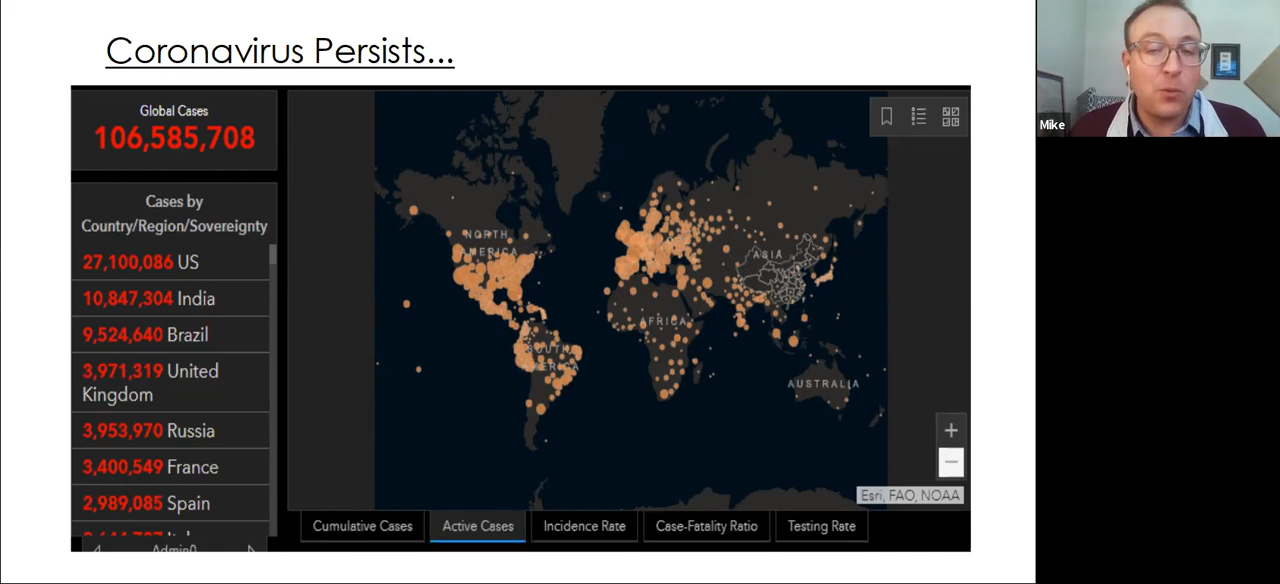 Coronavirus Persists...
Global Cases
106,585,708
Cases by
Country/Region/Sovereignty
27,100,086 US
10,847,304 India
9,524,640 Brazil
3,971,319 United
Kingdom
3,953,970 Russia
3,400,549 France
2,989,085 Spain
Admin0
NORTH
AMERICA
SOUTH
AMERICA
AFRICA
ASIA
AUSTRALIA
+
−
Esri, FAO, NOAA
Cumulative Cases
Active Cases
Incidence Rate
Case-Fatality Ratio
Testing Rate
Mike